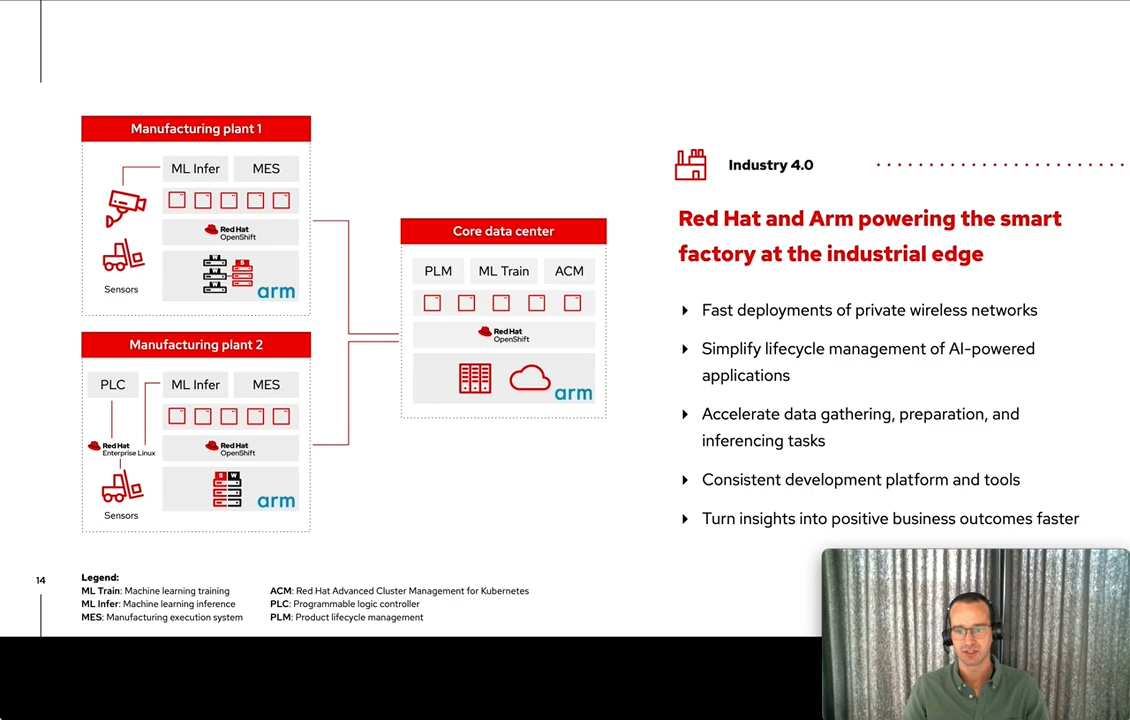 Manufacturing plant 1
ML Infer
MES
Red Hat
OpenShift
S
Sensors
arm
Manufacturing plant 2
PLC
ML Infer
MES
Red Hat
Enterprise Linux
Red Hat
OpenShift
S W
Sensors
arm
Core data center
PLM
ML Train
ACM
Red Hat
OpenShift
arm
Industry 4.0
Red Hat and Arm powering the smart
factory at the industrial edge
Fast deployments of private wireless networks
Simplify lifecycle management of AI-powered
applications
Accelerate data gathering, preparation, and
inferencing tasks
Consistent development platform and tools
Turn insights into positive business outcomes faster
14
Legend:
ML Train: Machine learning training
ML Infer: Machine learning inference
MES: Manufacturing execution system
ACM: Red Hat Advanced Cluster Management for Kubernetes
PLC: Programmable logic controller
PLM: Product lifecycle management